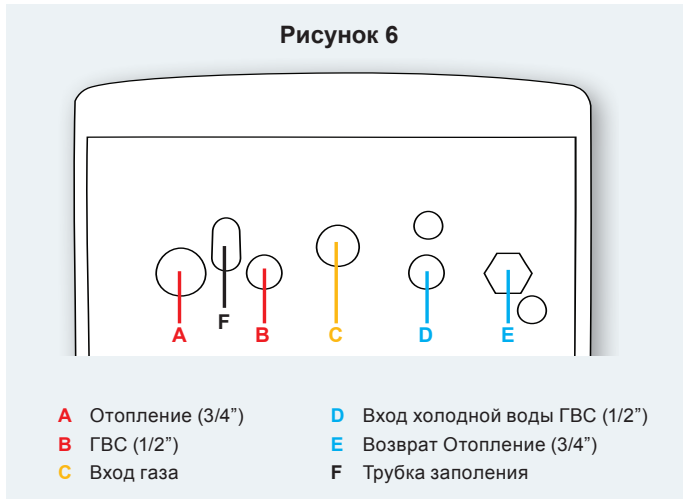 Рисунок 6
F
A
B
C
D
E
A Отопление (3/4”)
B ГВС (1/2”)
C Вход газа
D Вход холодной воды ГВС (1/2”)
E Возврат Отопление (3/4”)
F Трубка заполения